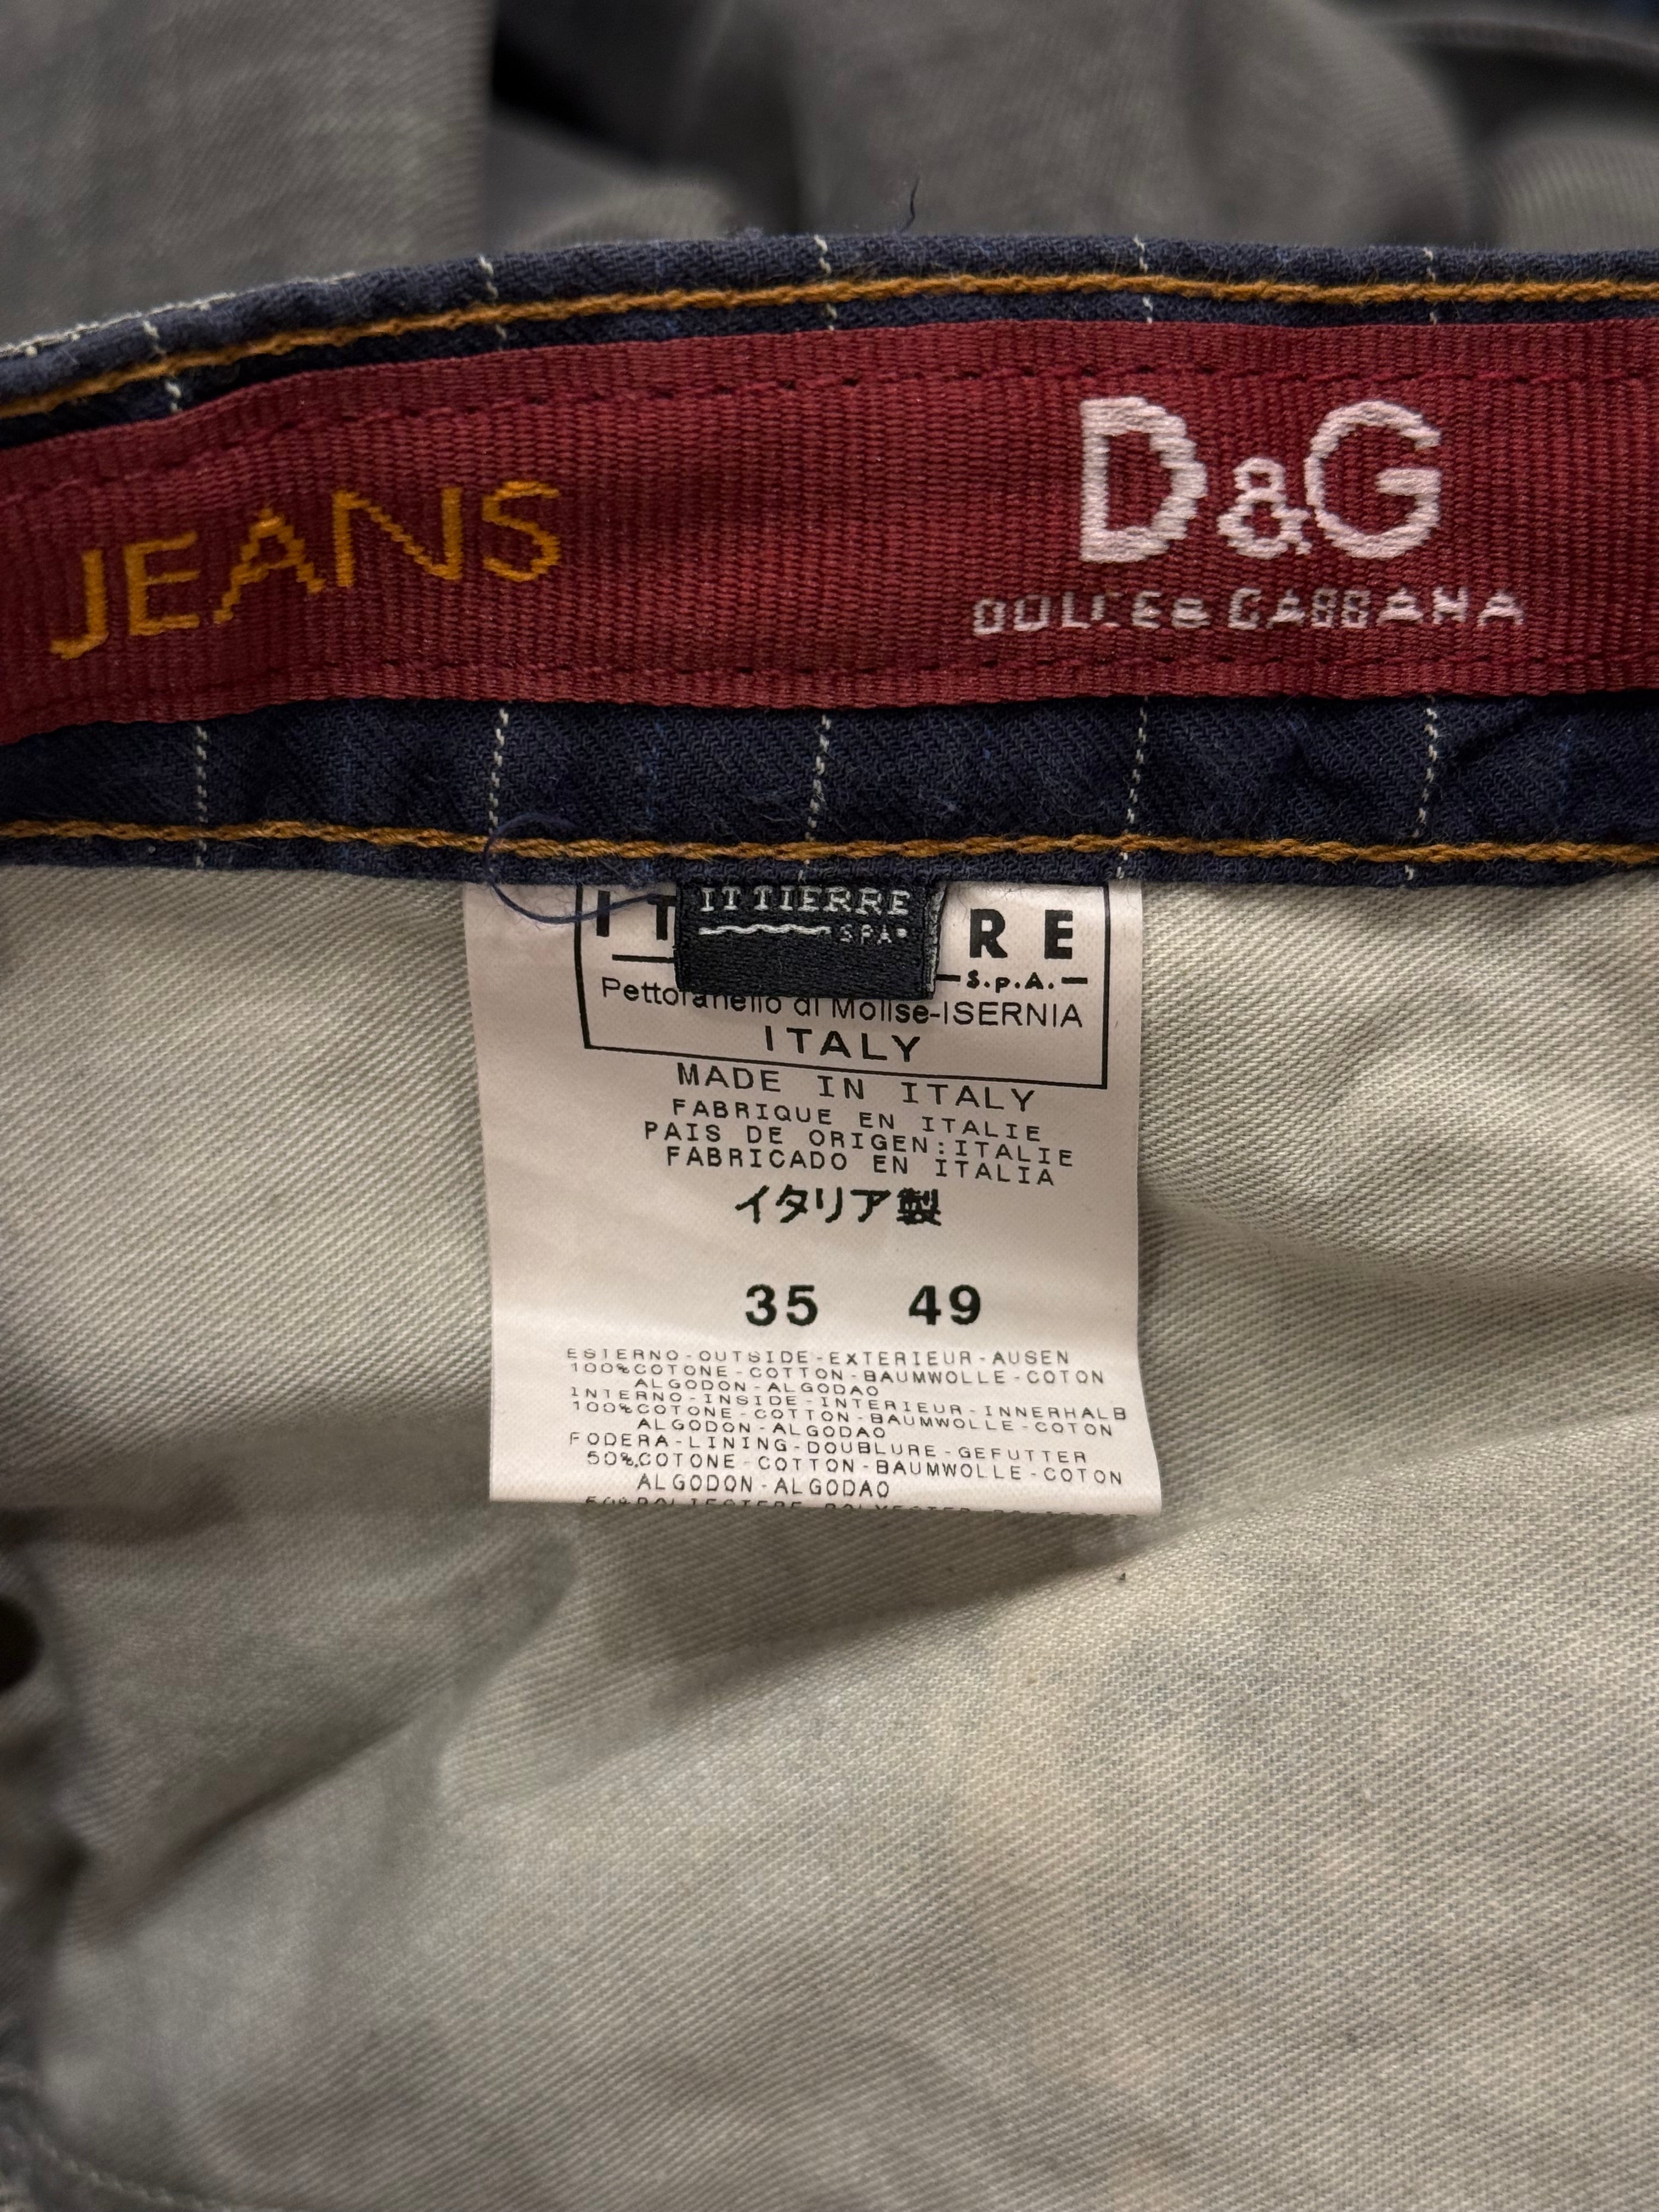 JEANS
D&G
DOLCE & GABBANA
ITTIERRE
SPA
IT RE
S.p.A.
Pettoranello di Molise-ISERNIA
ITALY
MADE IN ITALY
FABRIQUE EN ITALIE
PAIS DE ORIGEN:ITALIE
FABRICADO EN ITALIA
イタリア製
35 49
ESTERNO-OUTSIDE-EXTERIEUR-AUSEN
100%COTONE-COTTON-BAUMWOLLE-COTON
ALGODON-ALGODAO
INTERNO-INSIDE-INTERIEUR-INNERHALB
100%COTONE-COTTON-BAUMWOLLE-COTON
ALGODON-ALGODAO
FODERA-LINING-DOUBLURE-GEFUTTER
50%COTONE-COTTON-BAUMWOLLE-COTON
ALGODON-ALGODAO